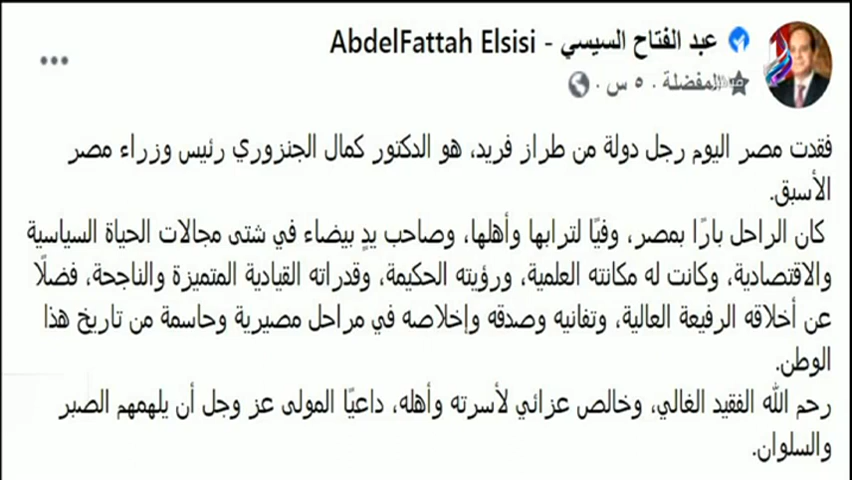 عبد الفتاح السيسي - AbdelFattah Elsisi
المفضلة · ٥ س ·
فقدت مصر اليوم رجل دولة من طراز فريد، هو الدكتور كمال الجنزوري رئيس وزراء مصر
الأسبق.
كان الراحل بارًا بمصر، وفيًا لترابها وأهلها، وصاحب يدٍ بيضاء في شتى مجالات الحياة السياسية
والاقتصادية، وكانت له مكانته العلمية، ورؤيته الحكيمة، وقدراته القيادية المتميزة والناجحة، فضلًا
عن أخلاقه الرفيعة العالية، وتفانيه وصدقه وإخلاصه في مراحل مصيرية وحاسمة من تاريخ هذا
الوطن.
رحم الله الفقيد الغالي، وخالص عزائي لأسرته وأهله، داعيًا المولى عز وجل أن يلهمهم الصبر
والسلوان.